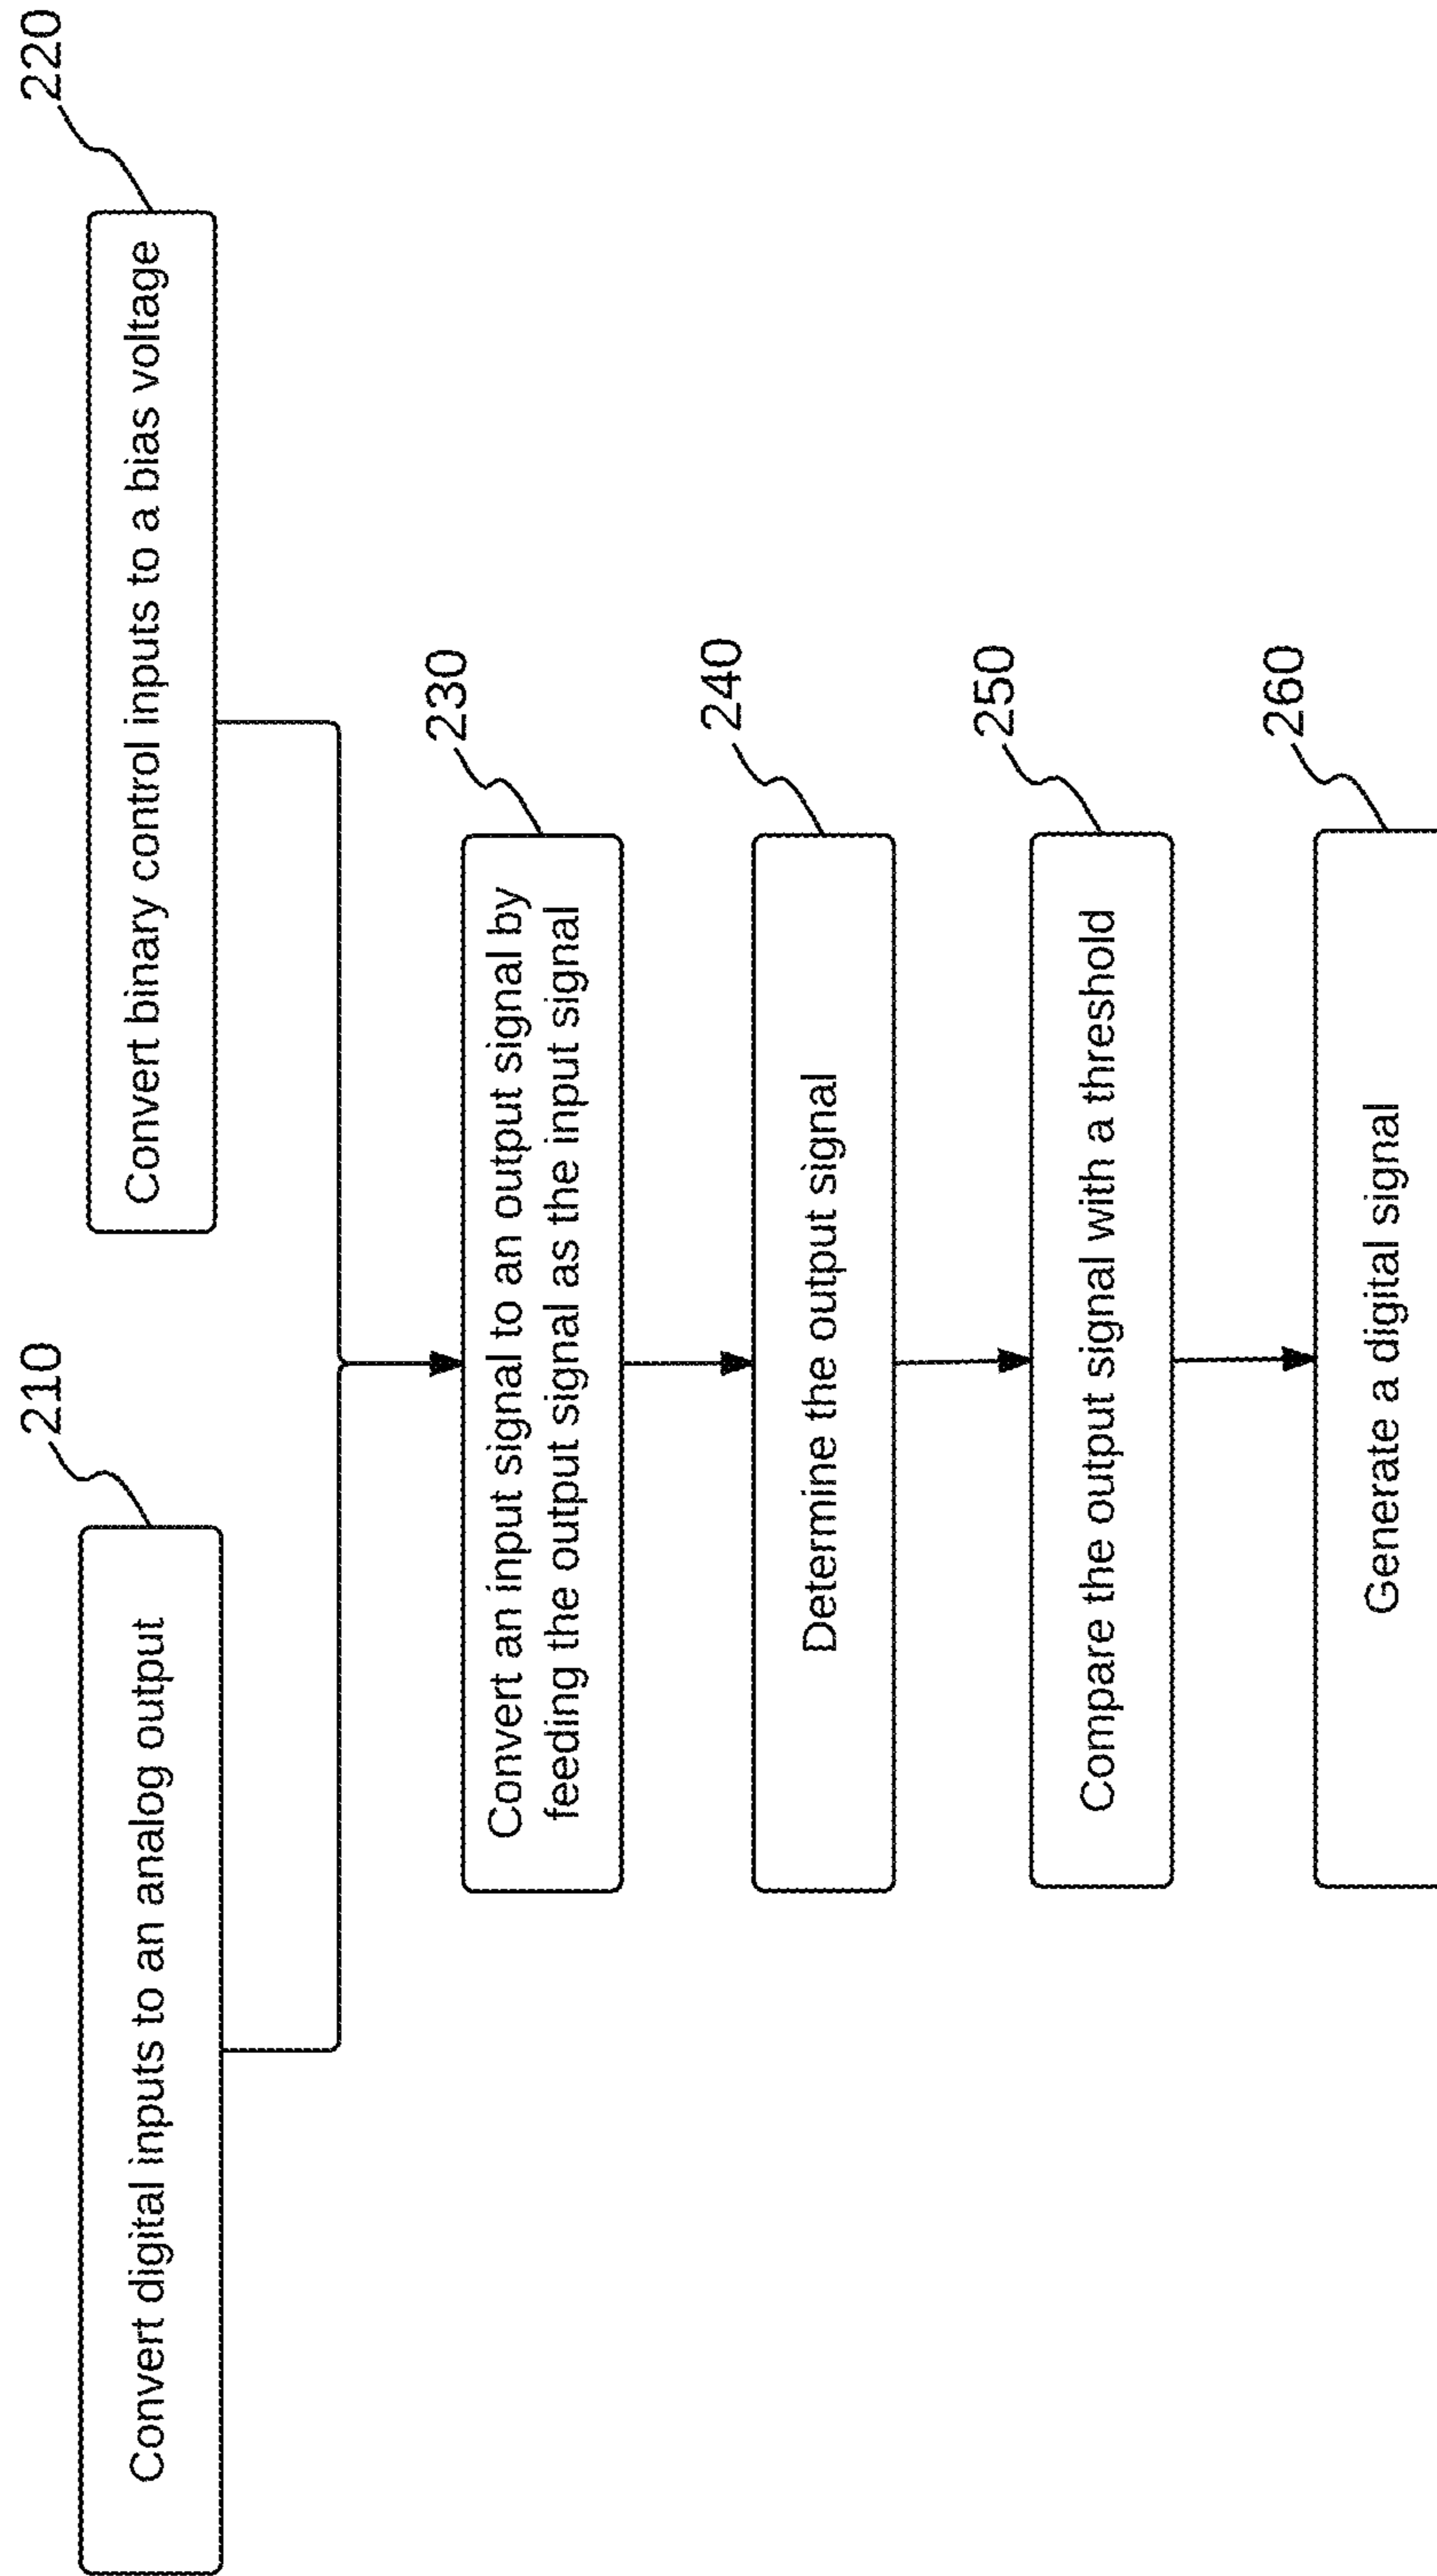 210
Convert digital inputs to an analog output
220
Convert binary control inputs to a bias voltage
230
Convert an input signal to an output signal by
feeding the output signal as the input signal
240
Determine the output signal
250
Compare the output signal with a threshold
260
Generate a digital signal